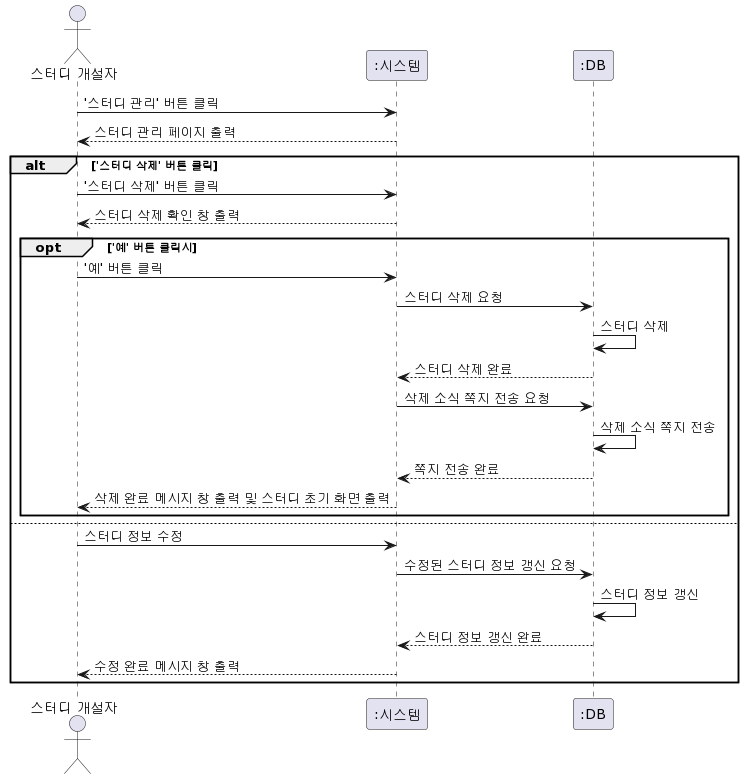 스터디 개설자
:시스템
:DB
'스터디 관리' 버튼 클릭
스터디 관리 페이지 출력
alt
['스터디 삭제' 버튼 클릭]
'스터디 삭제' 버튼 클릭
스터디 삭제 확인 창 출력
opt
['예' 버튼 클릭시]
'예' 버튼 클릭
스터디 삭제 요청
스터디 삭제
스터디 삭제 완료
삭제 소식 쪽지 전송 요청
삭제 소식 쪽지 전송
쪽지 전송 완료
삭제 완료 메시지 창 출력 및 스터디 초기 화면 출력
스터디 정보 수정
수정된 스터디 정보 갱신 요청
스터디 정보 갱신
스터디 정보 갱신 완료
수정 완료 메시지 창 출력
스터디 개설자
:시스템
:DB